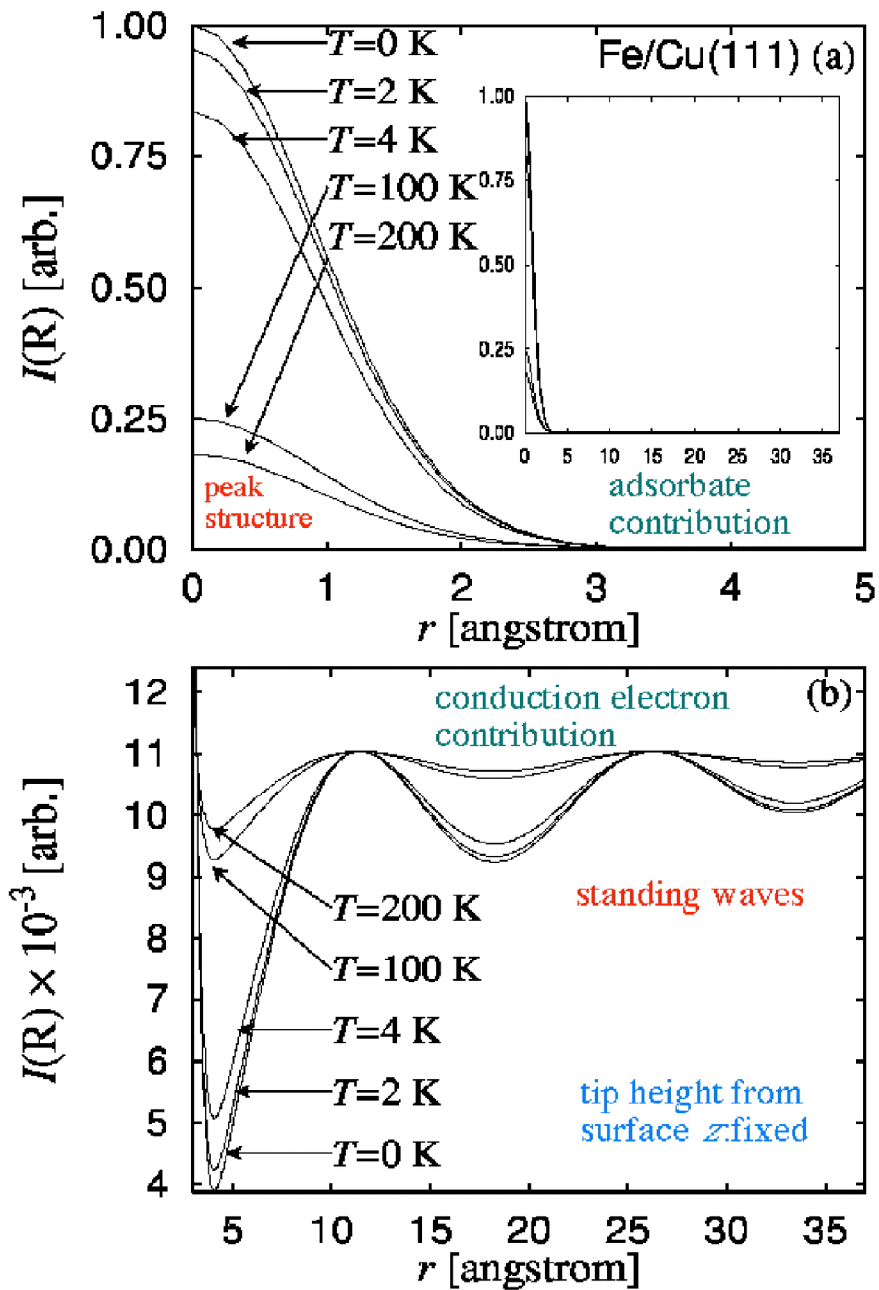 1.00
0.75
0.50
0.25
0.00
I(R) [arb.]
T=0 K
T=2 K
T=4 K
T=100 K
T=200 K
Fe/Cu(111) (a)
1.00
0.75
0.50
0.25
0.00
0 5 10 15 20 25 30 35
peak
structure
adsorbate
contribution
0 1 2 3 4 5
r [angstrom]
12
11
10
9
8
7
6
5
4
I(R) × 10⁻³ [arb.]
(b)
conduction electron
contribution
standing waves
T=200 K
T=100 K
T=4 K
T=2 K
T=0 K
tip height from
surface z:fixed
5 10 15 20 25 30 35
r [angstrom]